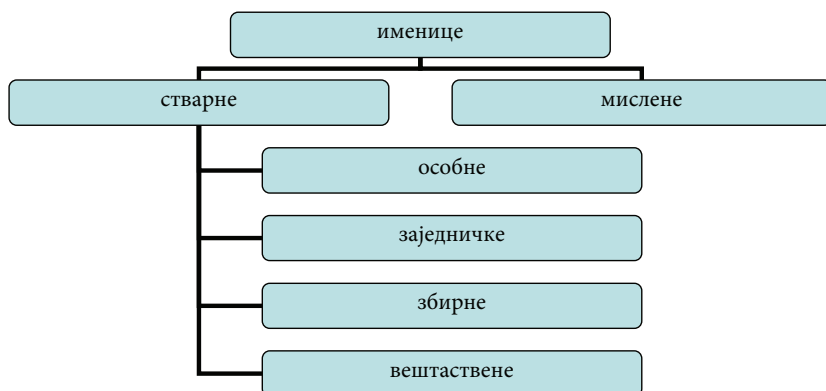 именице
стварне
мислене
особне
заједничке
збирне
вештаствене